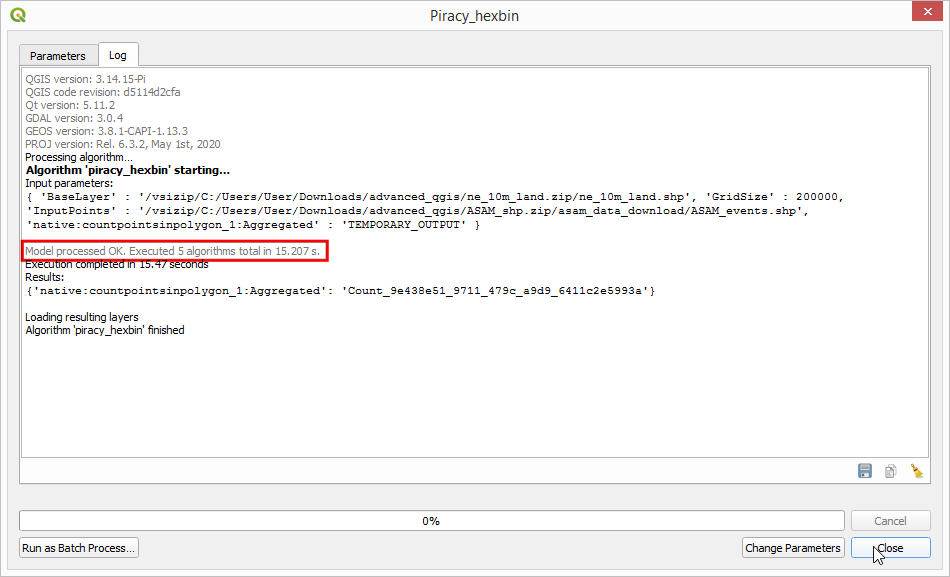 Piracy_hexbin
Parameters
Log
QGIS version: 3.14.15-Pi
QGIS code revision: d5114d2cfa
Qt version: 5.11.2
GDAL version: 3.0.4
GEOS version: 3.8.1-CAPI-1.13.3
PROJ version: Rel. 6.3.2, May 1st, 2020
Processing algorithm…
Algorithm 'piracy_hexbin' starting…
Input parameters:
{ 'BaseLayer' : '/vsizip/C:/Users/User/Downloads/advanced_qgis/ne_10m_land.zip/ne_10m_land.shp', 'GridSize' : 200000,
'InputPoints' : '/vsizip/C:/Users/User/Downloads/advanced_qgis/ASAM_shp.zip/asam_data_download/ASAM_events.shp',
'native:countpointsinpolygon_1:Aggregated' : 'TEMPORARY_OUTPUT' }
Model processed OK. Executed 5 algorithms total in 15.207 s.
Execution completed in 15.47 seconds
Results:
{'native:countpointsinpolygon_1:Aggregated': 'Count_9e438e51_9711_479c_a9d9_6411c2e5993a'}
Loading resulting layers
Algorithm 'piracy_hexbin' finished
0%
Cancel
Run as Batch Process…
Change Parameters
Close